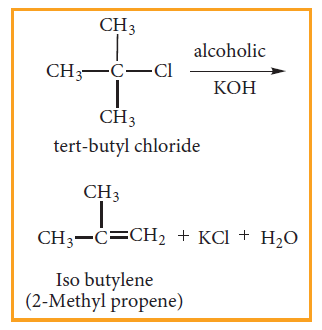 CH₃
alcoholic
CH₃—C—Cl
KOH
CH₃
tert-butyl chloride
CH₃
CH₃—C=CH₂ + KCl + H₂O
Iso butylene
(2-Methyl propene)